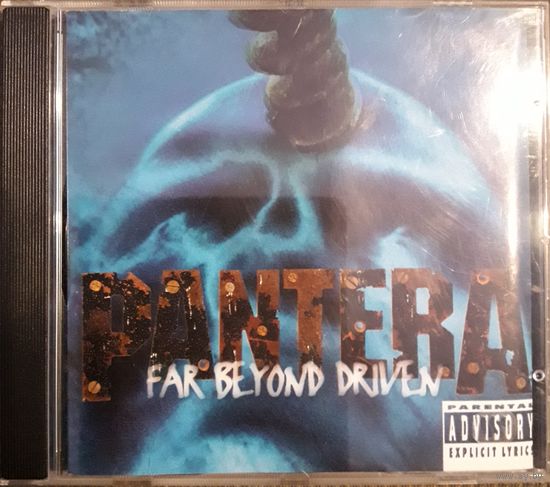 PANTERA
FAR BEYOND DRIVEN
PARENTAL
ADVISORY
EXPLICIT LYRICS